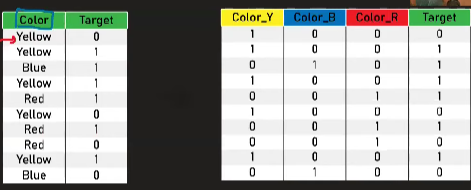 Color Target
Yellow 0
Yellow 1
Blue 1
Yellow 1
Red 1
Yellow 0
Red 1
Red 0
Yellow 1
Blue 0
Color_Y Color_B Color_R Target
1 0 0 0
1 0 0 1
0 1 0 1
1 0 0 1
0 0 1 1
1 0 0 0
0 0 1 1
0 0 1 0
1 0 0 1
0 1 0 0